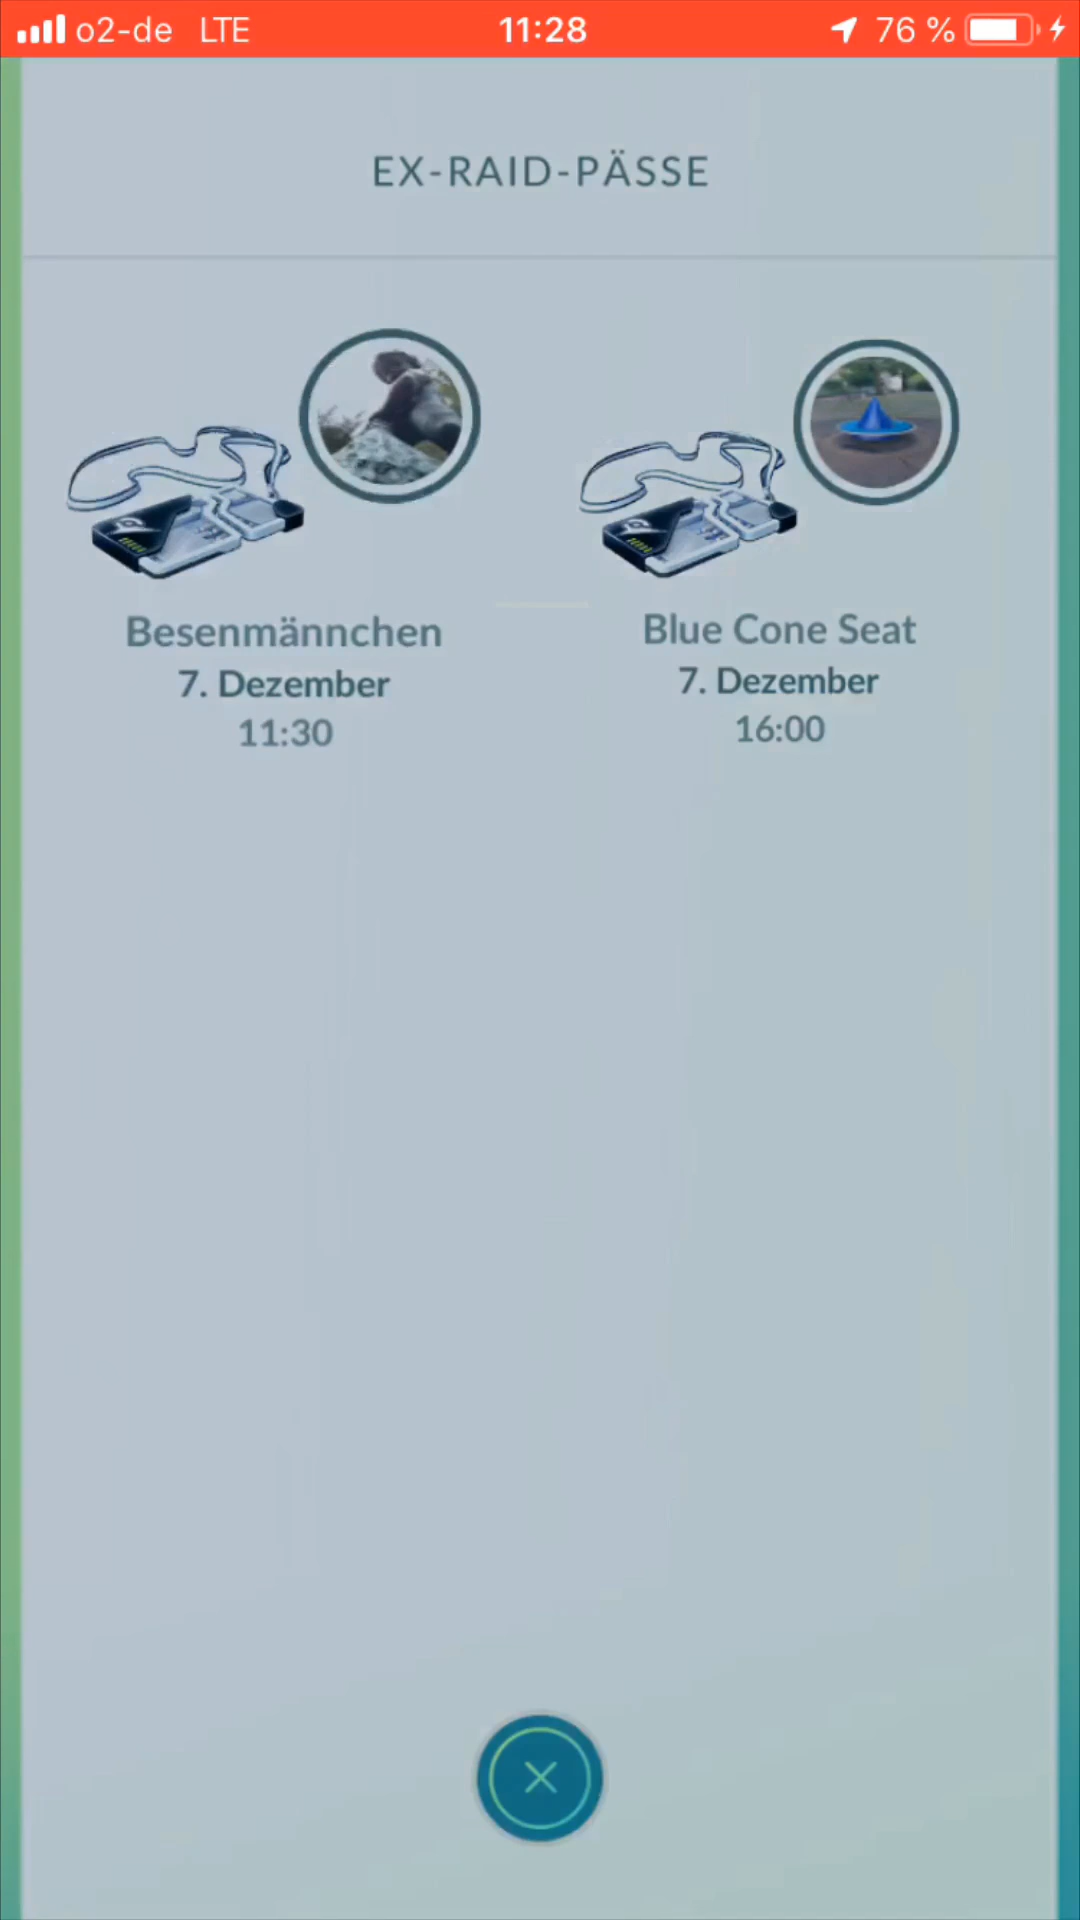 o2-de LTE 11:28 76 %
EX-RAID-PÄSSE
Besenmännchen
7. Dezember
11:30
Blue Cone Seat
7. Dezember
16:00